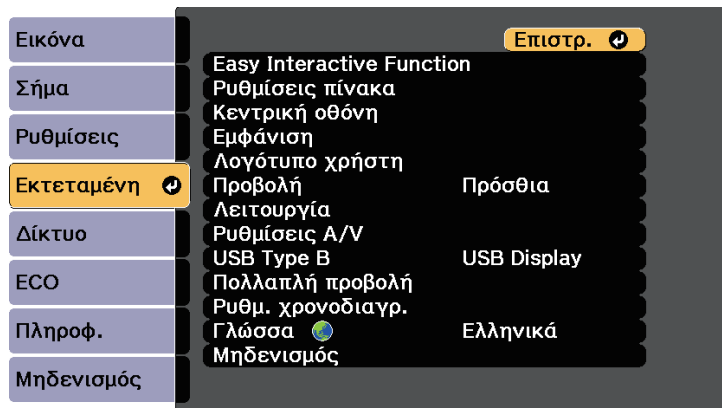 Εικόνα
Σήμα
Ρυθμίσεις
Εκτεταμένη
Δίκτυο
ECO
Πληροφ.
Μηδενισμός
Επιστρ.
Easy Interactive Function
Ρυθμίσεις πίνακα
Κεντρική οθόνη
Εμφάνιση
Λογότυπο χρήστη
Προβολή Πρόσθια
Λειτουργία
Ρυθμίσεις A/V
USB Type B USB Display
Πολλαπλή προβολή
Ρυθμ. χρονοδιαγρ.
Γλώσσα Ελληνικά
Μηδενισμός